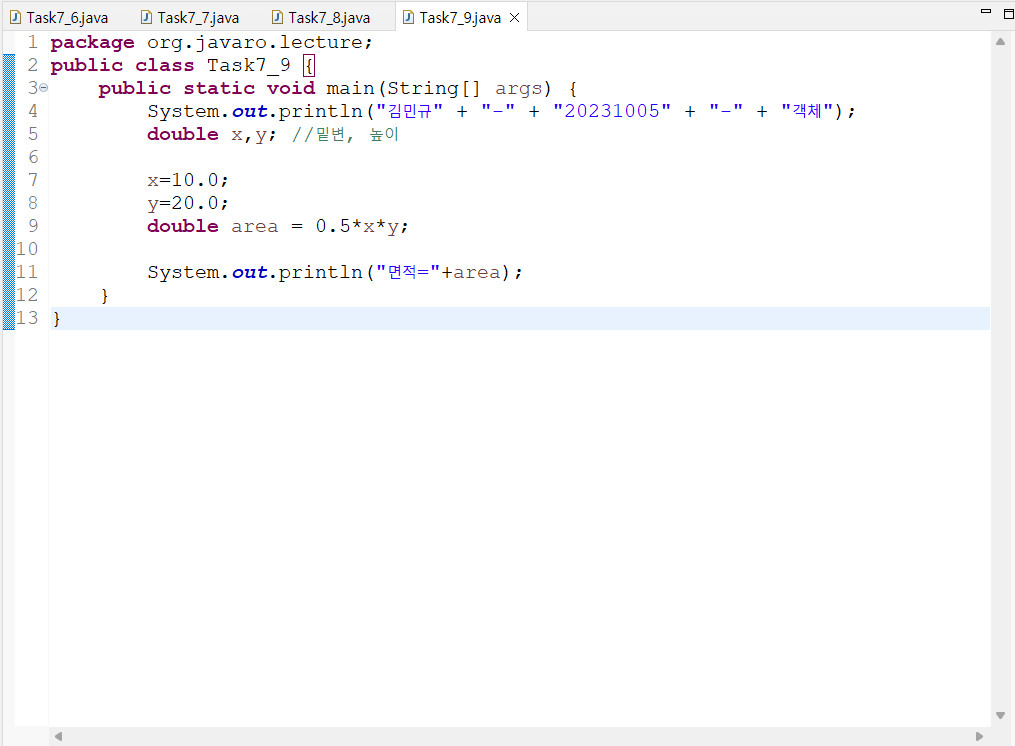 Task7_6.java Task7_7.java Task7_8.java Task7_9.java
1 package org.javaro.lecture;
2 public class Task7_9 {
3 public static void main(String[] args) {
4 System.out.println("김민규" + "-" + "20231005" + "-" + "객체");
5 double x,y; //밑변, 높이
6
7 x=10.0;
8 y=20.0;
9 double area = 0.5*x*y;
10
11 System.out.println("면적="+area);
12 }
13 }